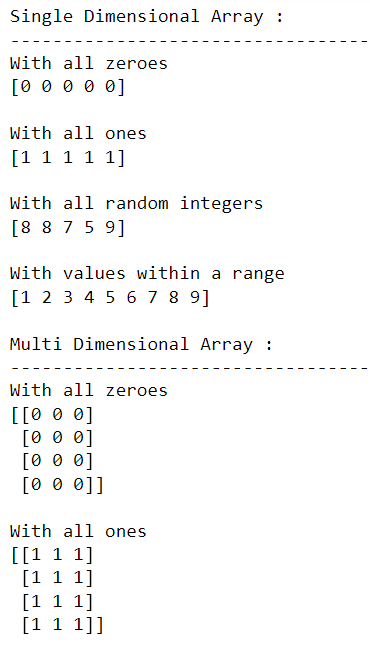 Single Dimensional Array :
----------------------------------
With all zeroes
[0 0 0 0 0]
With all ones
[1 1 1 1 1]
With all random integers
[8 8 7 5 9]
With values within a range
[1 2 3 4 5 6 7 8 9]
Multi Dimensional Array :
----------------------------------
With all zeroes
[[0 0 0]
 [0 0 0]
 [0 0 0]
 [0 0 0]]
With all ones
[[1 1 1]
 [1 1 1]
 [1 1 1]
 [1 1 1]]